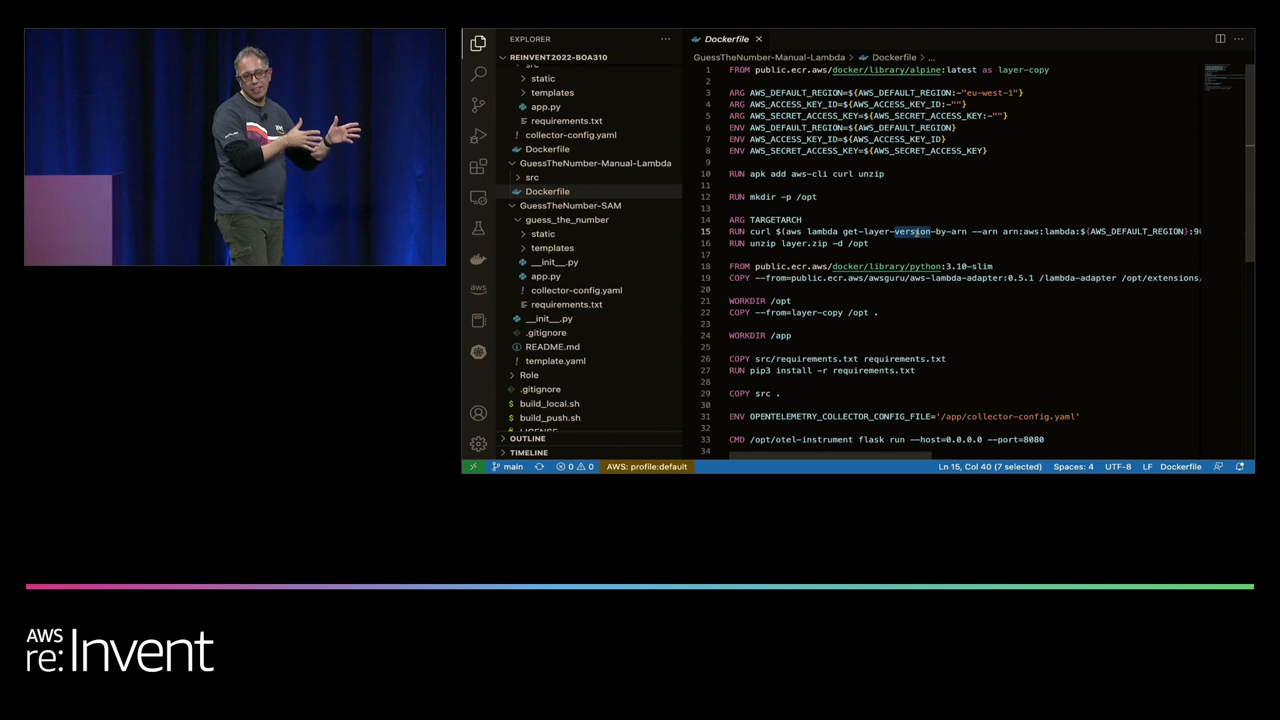 EXPLORER
REINVENT2022-BOA310
src
static
templates
app.py
requirements.txt
collector-config.yaml
Dockerfile
GuessTheNumber-Manual-Lambda
src
Dockerfile
GuessTheNumber-SAM
guess_the_number
static
templates
__init__.py
app.py
collector-config.yaml
requirements.txt
__init__.py
.gitignore
README.md
template.yaml
Role
.gitignore
build_local.sh
build_push.sh
OUTLINE
TIMELINE
Dockerfile
GuessTheNumber-Manual-Lambda > Dockerfile > ...
1 FROM public.ecr.aws/docker/library/alpine:latest as layer-copy
2
3 ARG AWS_DEFAULT_REGION=${AWS_DEFAULT_REGION:-"eu-west-1"}
4 ARG AWS_ACCESS_KEY_ID=${AWS_ACCESS_KEY_ID:-""}
5 ARG AWS_SECRET_ACCESS_KEY=${AWS_SECRET_ACCESS_KEY:-""}
6 ENV AWS_DEFAULT_REGION=${AWS_DEFAULT_REGION}
7 ENV AWS_ACCESS_KEY_ID=${AWS_ACCESS_KEY_ID}
8 ENV AWS_SECRET_ACCESS_KEY=${AWS_SECRET_ACCESS_KEY}
9
10 RUN apk add aws-cli curl unzip
11
12 RUN mkdir -p /opt
13
14 ARG TARGETARCH
15 RUN curl $(aws lambda get-layer-version-by-arn --arn arn:aws:lambda:${AWS_DEFAULT_REGION}:90
16 RUN unzip layer.zip -d /opt
17
18 FROM public.ecr.aws/docker/library/python:3.10-slim
19 COPY --from=public.ecr.aws/awsguru/aws-lambda-adapter:0.5.1 /lambda-adapter /opt/extensions/
20
21 WORKDIR /opt
22 COPY --from=layer-copy /opt .
23
24 WORKDIR /app
25
26 COPY src/requirements.txt requirements.txt
27 RUN pip3 install -r requirements.txt
28
29 COPY src .
30
31 ENV OPENTELEMETRY_COLLECTOR_CONFIG_FILE='/app/collector-config.yaml'
32
33 CMD /opt/otel-instrument flask run --host=0.0.0.0 --port=8080
34
aws
main 0 0 AWS: profile:default Ln 15, Col 40 (7 selected) Spaces: 4 UTF-8 LF Dockerfile
AWS
re:Invent